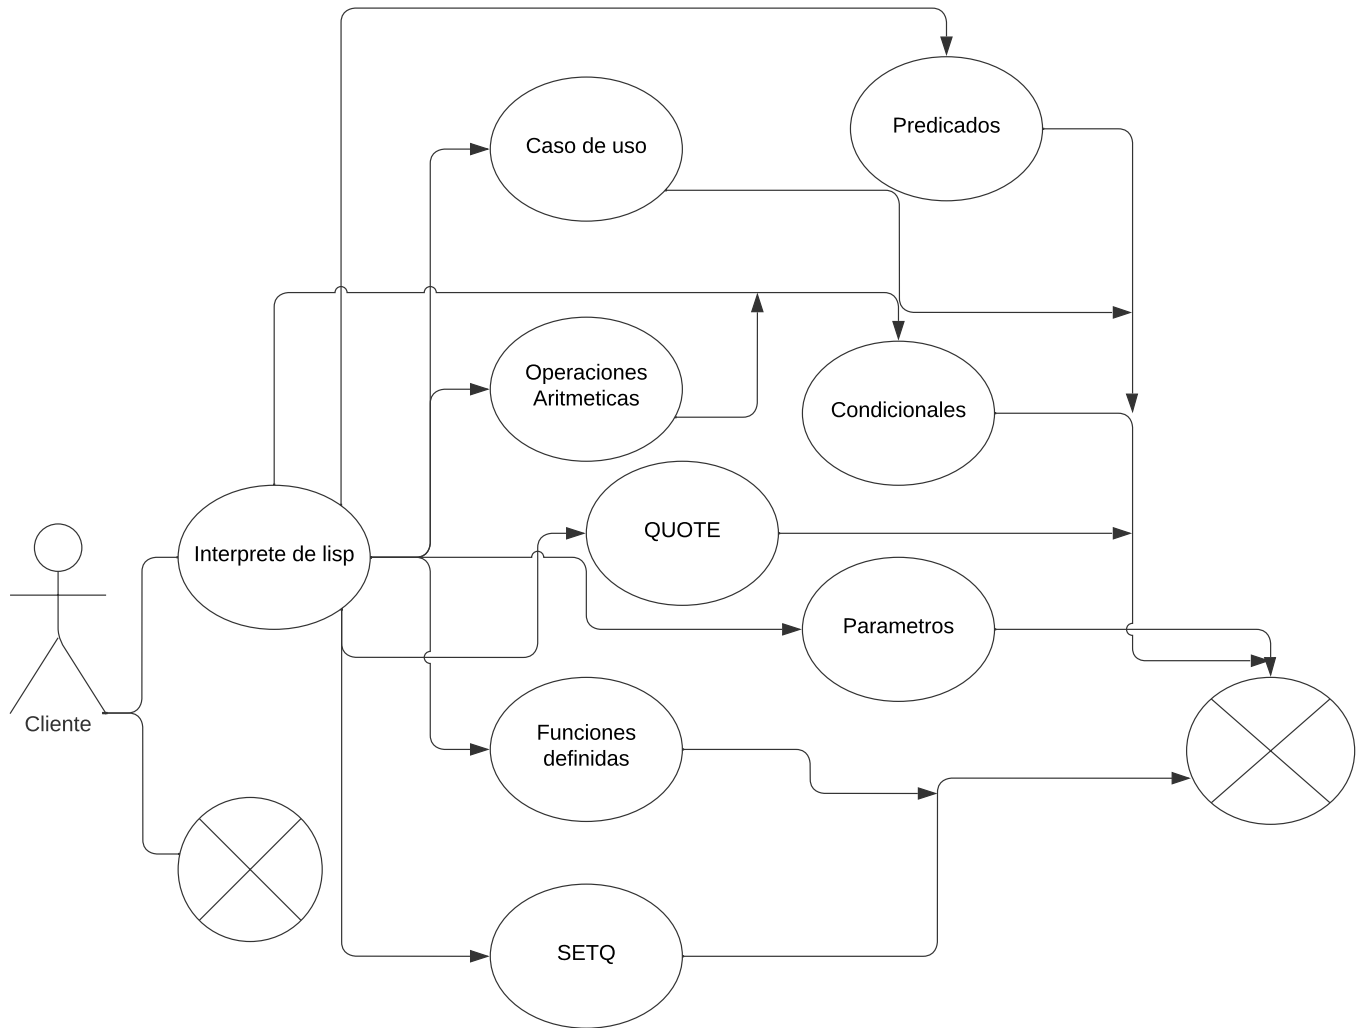 Predicados
Caso de uso
Operaciones
Aritmeticas
Condicionales
QUOTE
Interprete de lisp
Parametros
Cliente
Funciones
definidas
SETQ